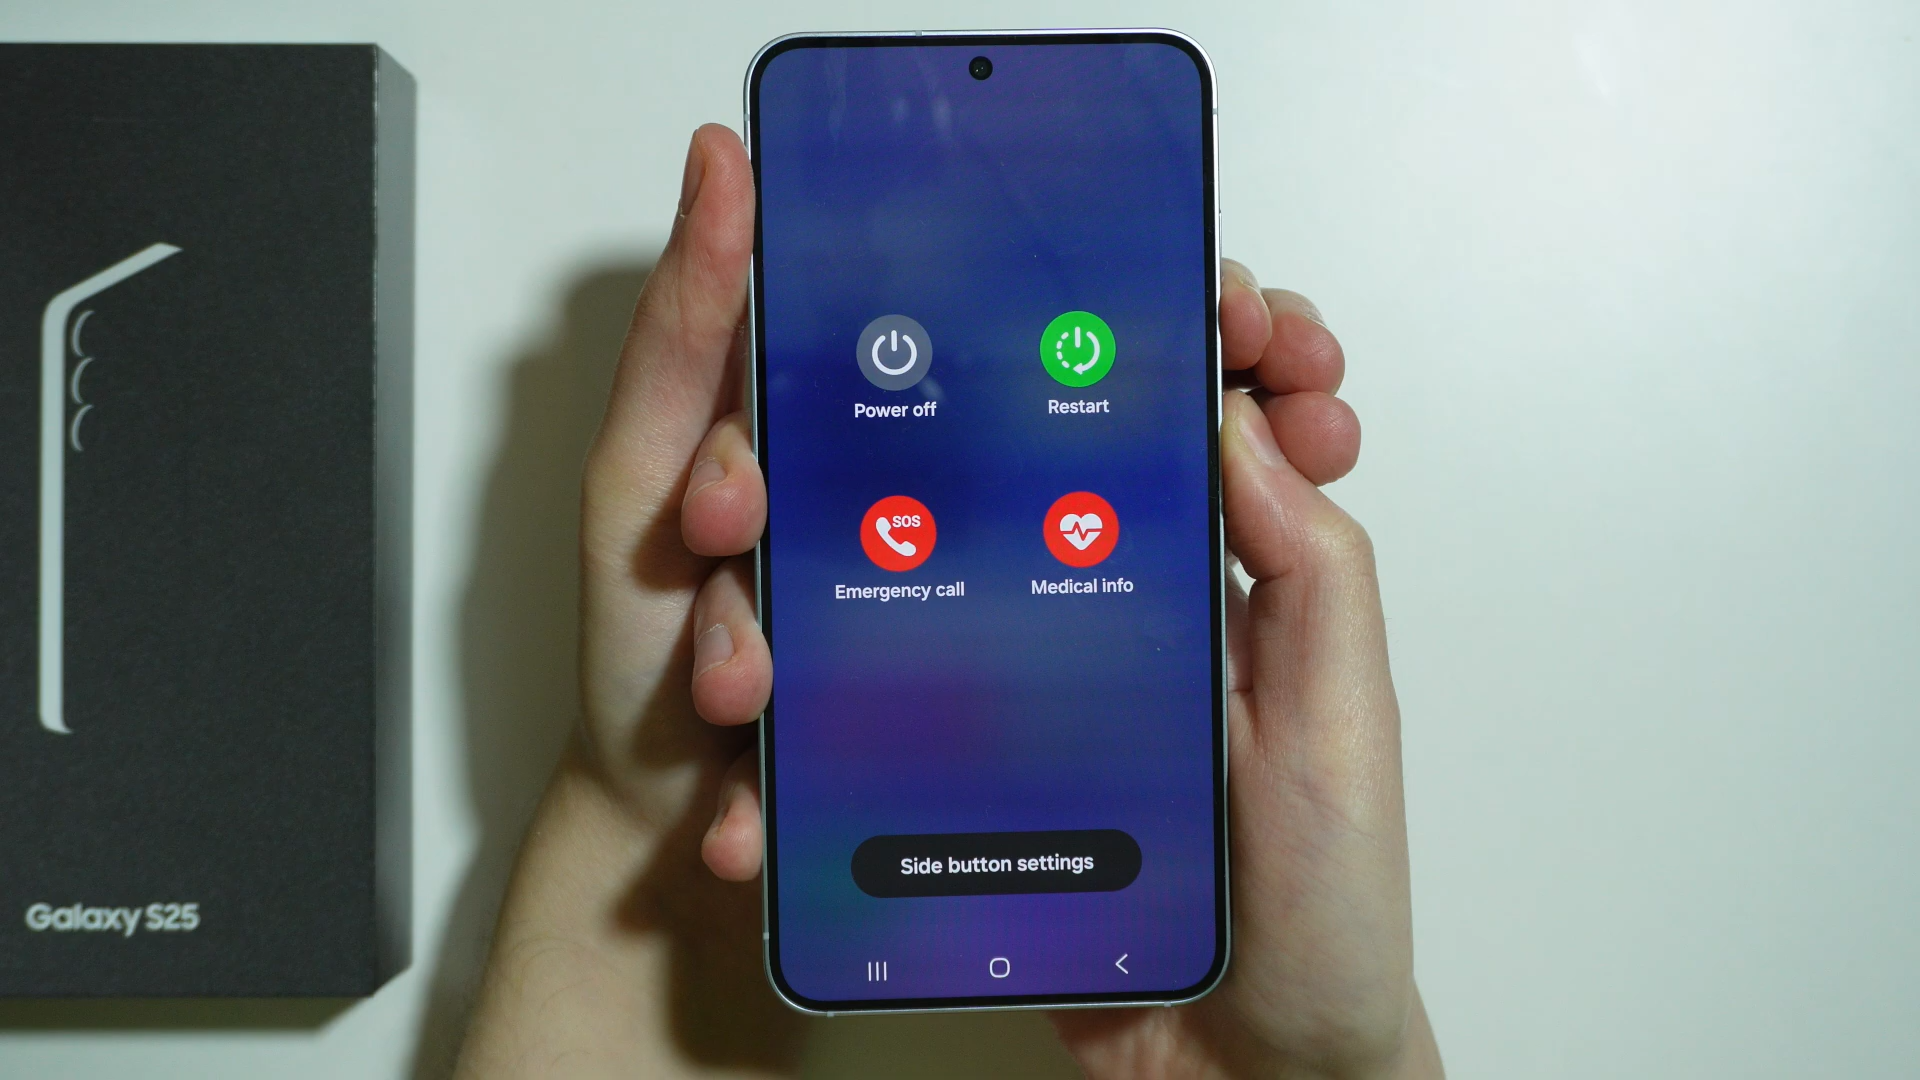 Power off
Restart
SOS
Emergency call
Medical info
Side button settings
Galaxy S25